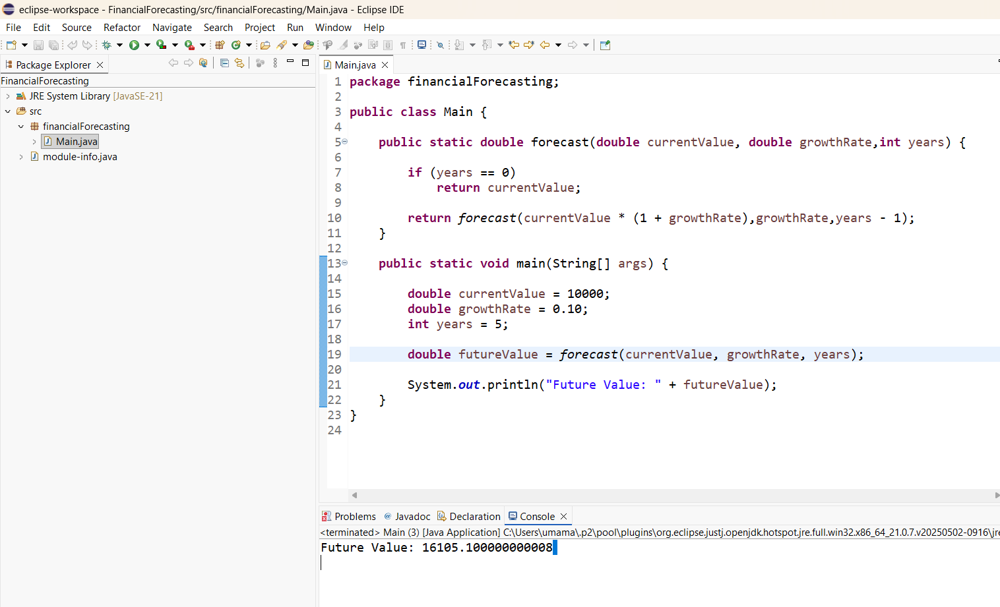 eclipse-workspace - FinancialForecasting/src/financialForecasting/Main.java - Eclipse IDE
File Edit Source Refactor Navigate Search Project Run Window Help
Package Explorer
FinancialForecasting
JRE System Library [JavaSE-21]
src
financialForecasting
Main.java
module-info.java
Main.java
1 package financialForecasting;
2
3 public class Main {
4
5 public static double forecast(double currentValue, double growthRate,int years) {
6
7 if (years == 0)
8 return currentValue;
9
10 return forecast(currentValue * (1 + growthRate),growthRate,years - 1);
11 }
12
13 public static void main(String[] args) {
14
15 double currentValue = 10000;
16 double growthRate = 0.10;
17 int years = 5;
18
19 double futureValue = forecast(currentValue, growthRate, years);
20
21 System.out.println("Future Value: " + futureValue);
22 }
23 }
24
Problems @ Javadoc Declaration Console
<terminated> Main (3) [Java Application] C:\Users\umama\.p2\pool\plugins\org.eclipse.justj.openjdk.hotspot.jre.full.win32.x86_64_21.0.7.v20250502-0916\jre
Future Value: 16105.100000000008